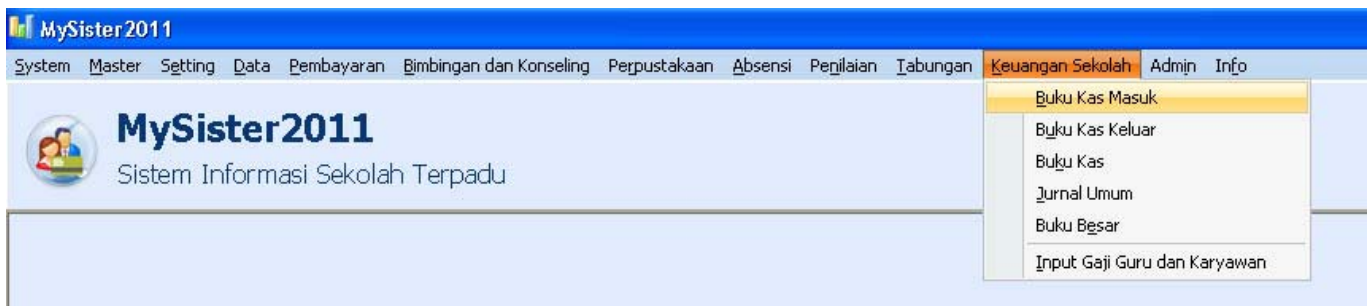 MySister2011
System Master Setting Data Pembayaran Bimbingan dan Konseling Perpustakaan Absensi Penilaian Tabungan Keuangan Sekolah Admin Info
MySister2011
Sistem Informasi Sekolah Terpadu
Buku Kas Masuk
Buku Kas Keluar
Buku Kas
Jurnal Umum
Buku Besar
Input Gaji Guru dan Karyawan